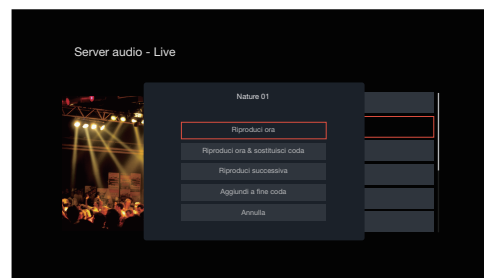 Server audio - Live
Nature 01
Riproduci ora
Riproduci ora & sostituisci coda
Riproduci successiva
Aggiundi a fine coda
Annulla